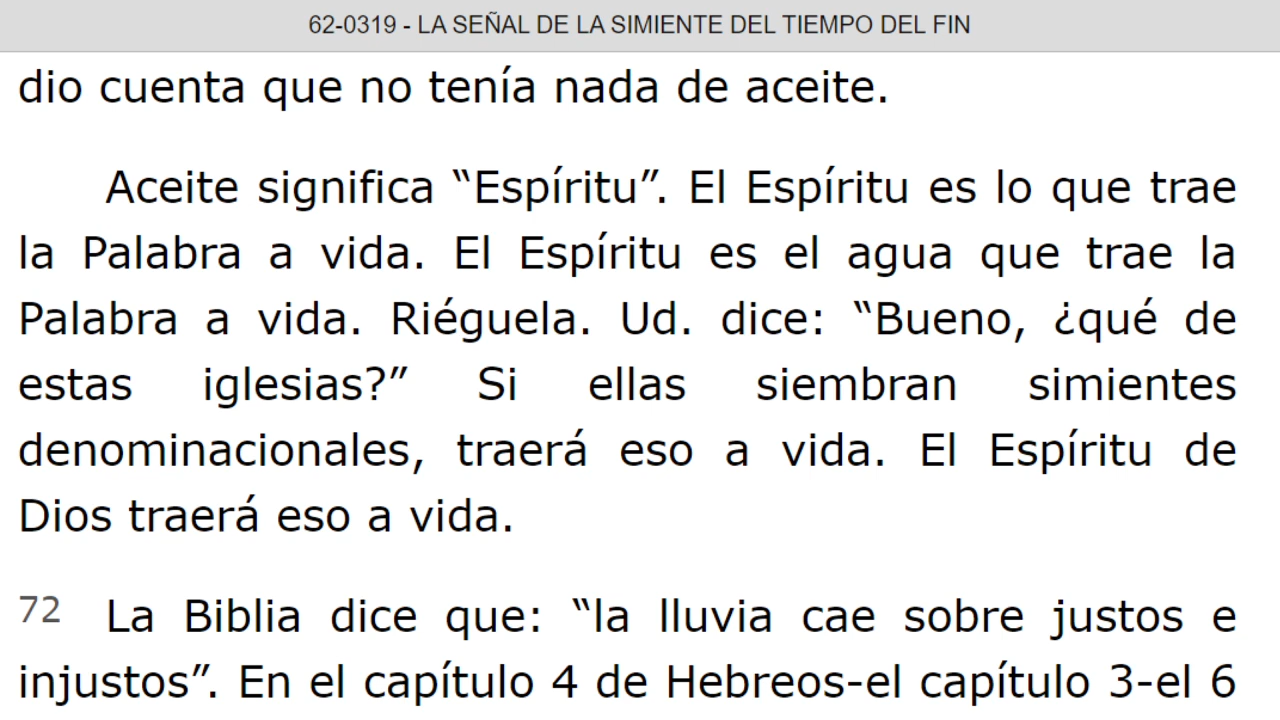 62-0319 - LA SEÑAL DE LA SIMIENTE DEL TIEMPO DEL FIN
dio cuenta que no tenía nada de aceite.
Aceite significa “Espíritu”. El Espíritu es lo que trae
la Palabra a vida. El Espíritu es el agua que trae la
Palabra a vida. Riéguela. Ud. dice: “Bueno, ¿qué de
estas iglesias?” Si ellas siembran simientes
denominacionales, traerá eso a vida. El Espíritu de
Dios traerá eso a vida.
72 La Biblia dice que: “la lluvia cae sobre justos e
injustos”. En el capítulo 4 de Hebreos-el capítulo 3-el 6